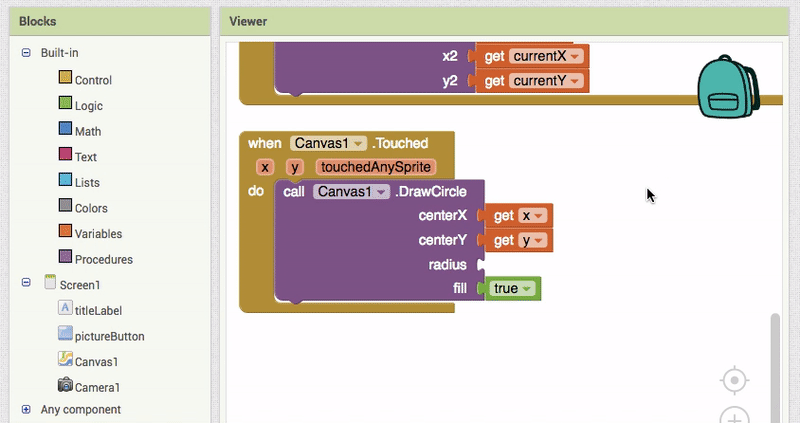 Blocks
Built-in
Control
Logic
Math
Text
Lists
Colors
Variables
Procedures
Screen1
A titleLabel
pictureButton
Canvas1
Camera1
Any component
Viewer
x2 get currentX
y2 get currentY
when Canvas1 .Touched
x y touchedAnySprite
do call Canvas1 .DrawCircle
centerX get x
centerY get y
radius
fill true